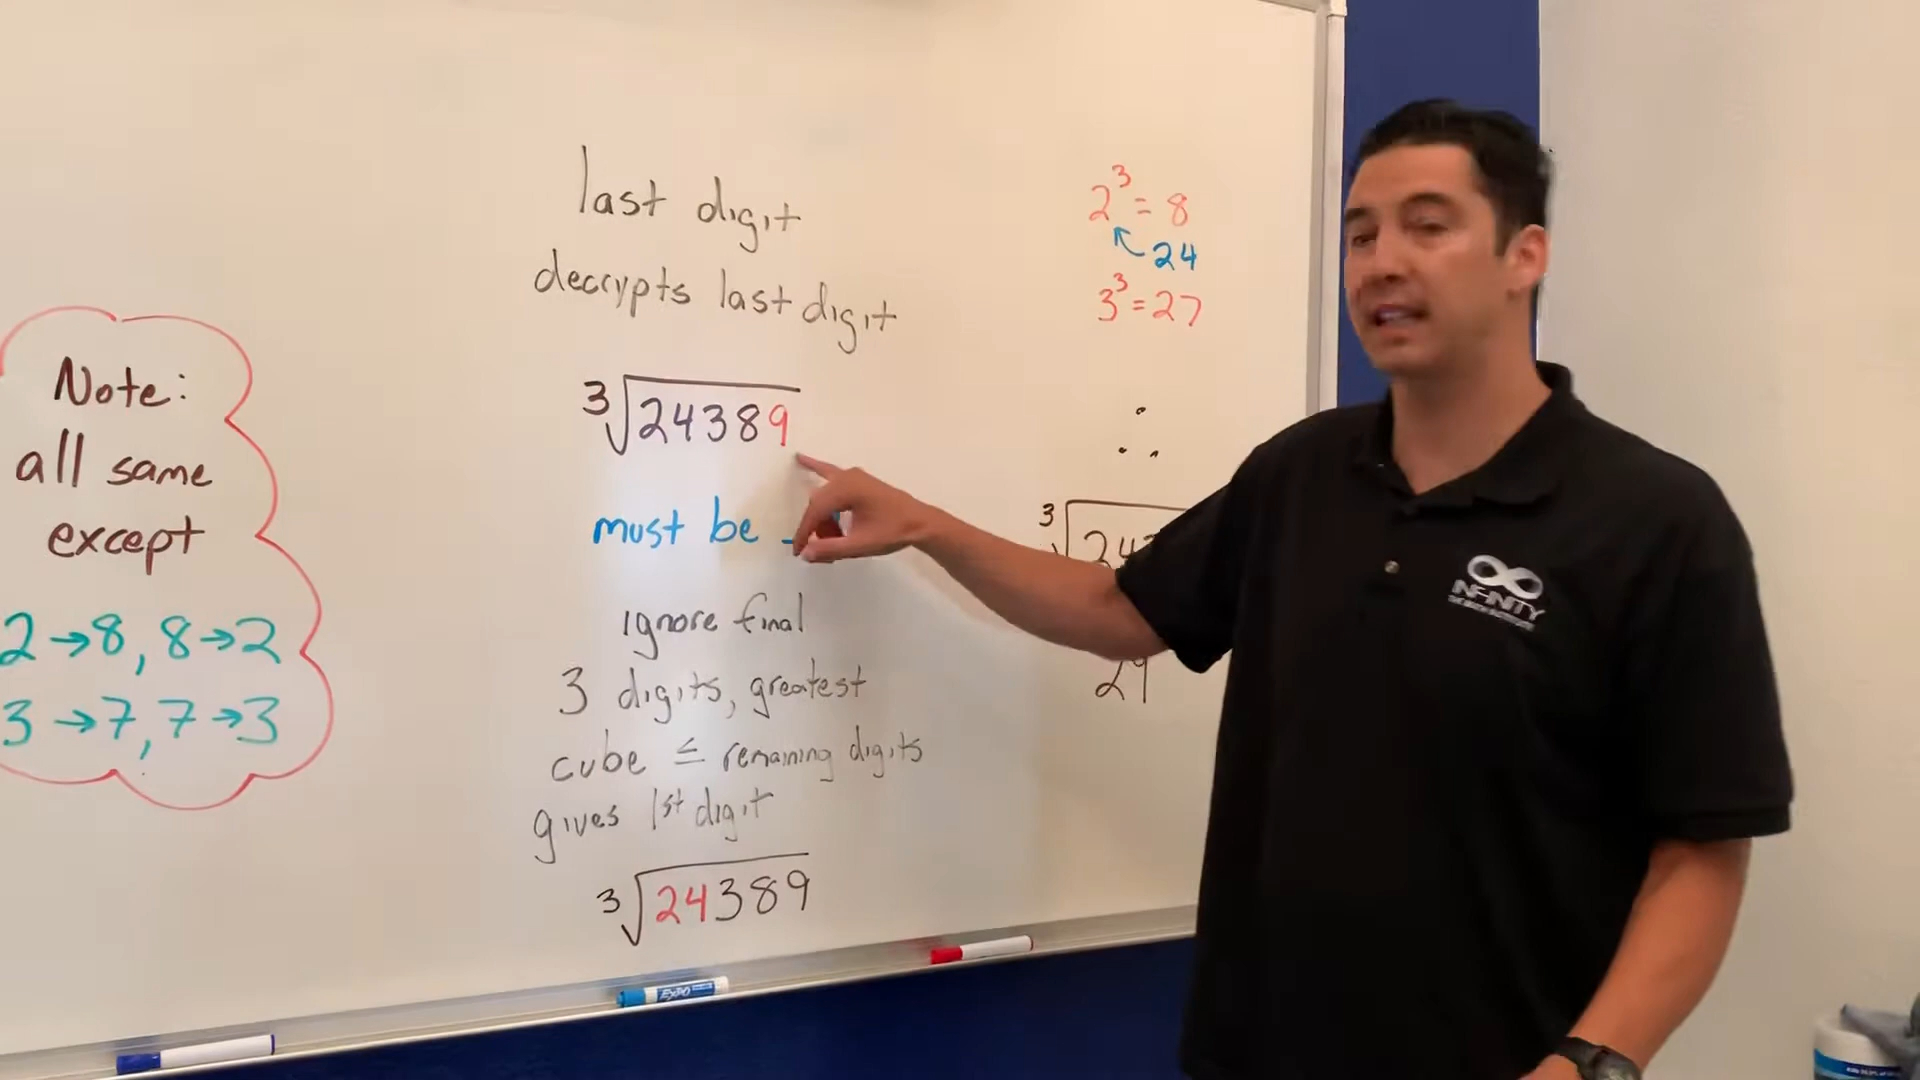 Note:
all same
except
2→8, 8→2
3→7, 7→3
last digit
decrypts last digit
3√24389
must be
ignore final
3 digits, greatest
cube ≤ remaining digits
gives 1st digit
3√24389
2³ = 8
↖24
3³ = 27
∴
29
EXPO
INFINITY